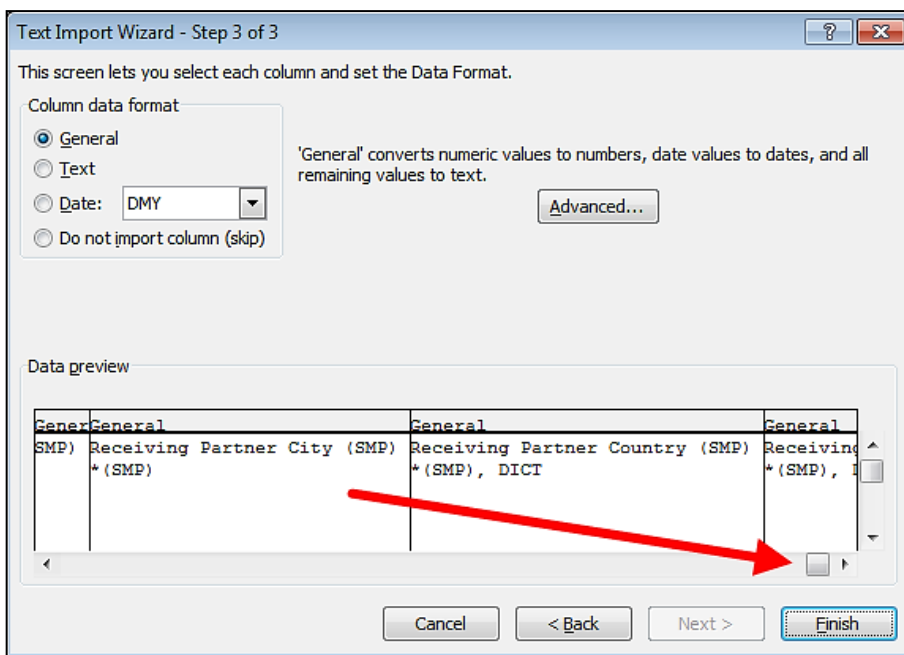 Text Import Wizard - Step 3 of 3
This screen lets you select each column and set the Data Format.
Column data format
General
Text
Date: DMY
Do not import column (skip)
'General' converts numeric values to numbers, date values to dates, and all
remaining values to text.
Advanced...
Data preview
Gener General General General
SMP) Receiving Partner City (SMP) Receiving Partner Country (SMP) Receiving
*(SMP) *(SMP), DICT *(SMP),
Cancel < Back Next > Finish